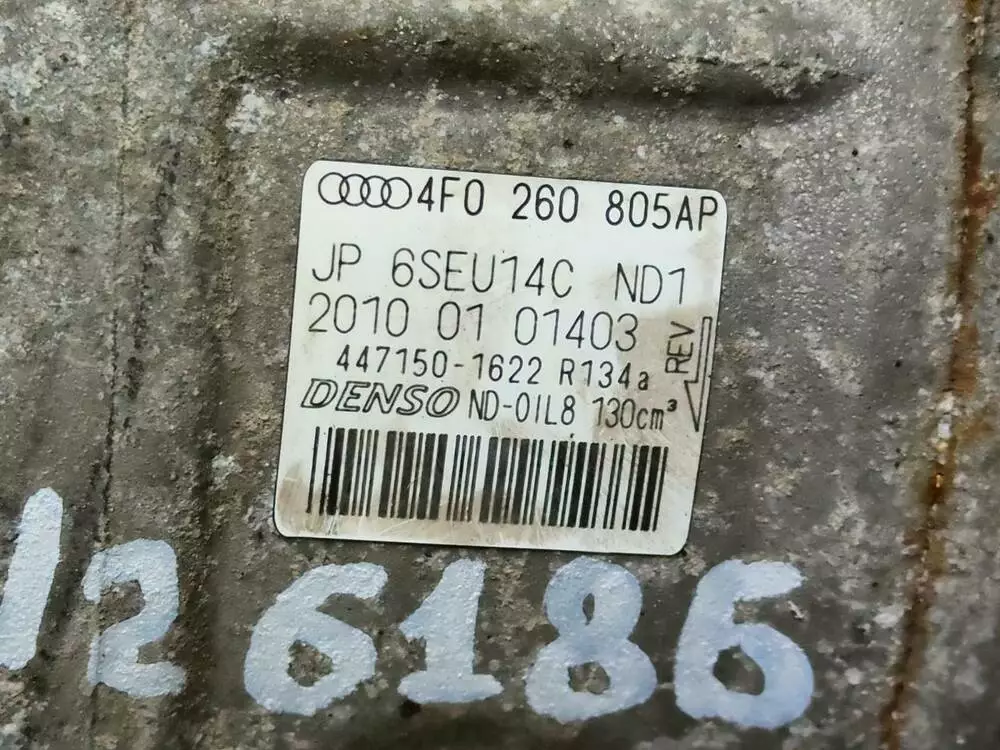 4F0 260 805AP
JP 6SEU14C ND1
2010 01 01403
REV
447150-1622 R134a
DENSO ND-OIL8 130cm³
126186